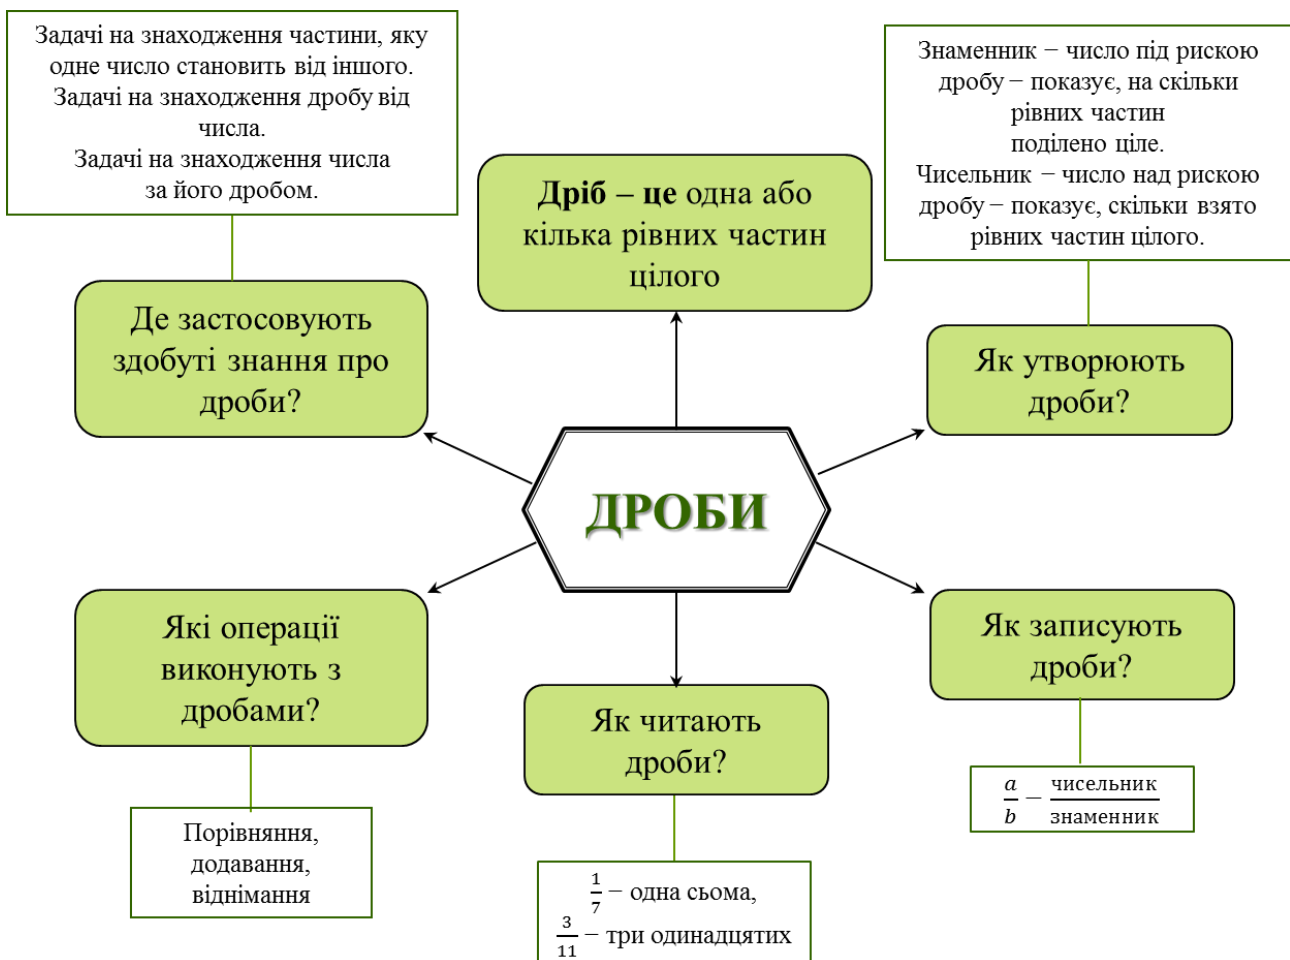 Задачі на знаходження частини, яку
одне число становить від іншого.
Задачі на знаходження дробу від
числа.
Задачі на знаходження числа
за його дробом.
Знаменник – число під рискою
дробу – показує, на скільки
рівних частин
поділено ціле.
Чисельник – число над рискою
дробу – показує, скільки взято
рівних частин цілого.
Дріб – це одна або
кілька рівних частин
цілого
Де застосовують
здобуті знання про
дроби?
Як утворюють
дроби?
ДРОБИ
Які операції
виконують з
дробами?
Як читають
дроби?
Як записують
дроби?
Порівняння,
додавання,
віднімання
1/7 – одна сьома,
3/11 – три одинадцятих
a/b – чисельник/знаменник